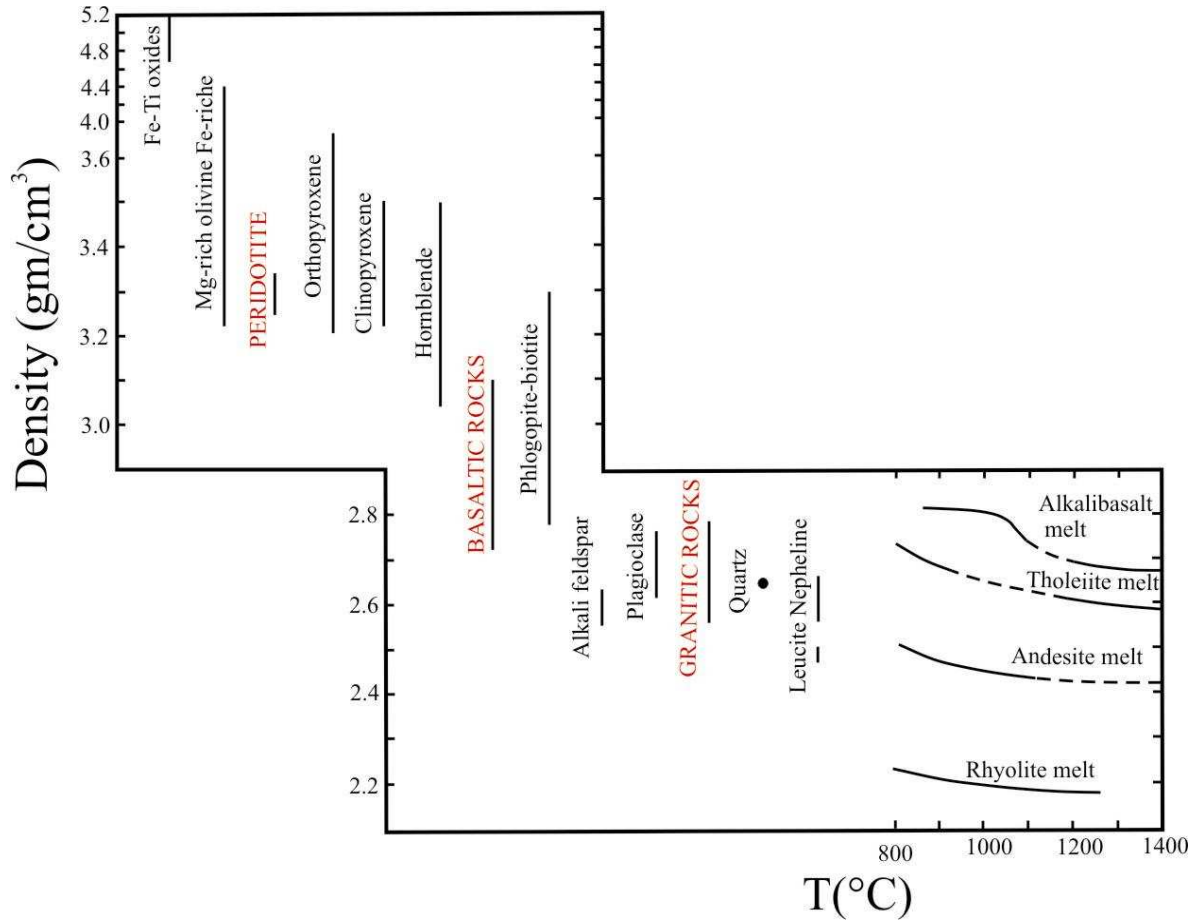 Density (gm/cm³)
5.2
4.8
4.4
4.0
3.6
3.4
3.2
3.0
2.8
2.6
2.4
2.2
Fe-Ti oxides
Mg-rich olivine Fe-riche
PERIDOTITE
Orthopyroxene
Clinopyroxene
Hornblende
BASALTIC ROCKS
Phlogopite-biotite
Alkali feldspar
Plagioclase
GRANITIC ROCKS
Quartz
Leucite Nepheline
Alkalibasalt
melt
Tholeiite melt
Andesite melt
Rhyolite melt
800 1000 1200 1400
T(°C)